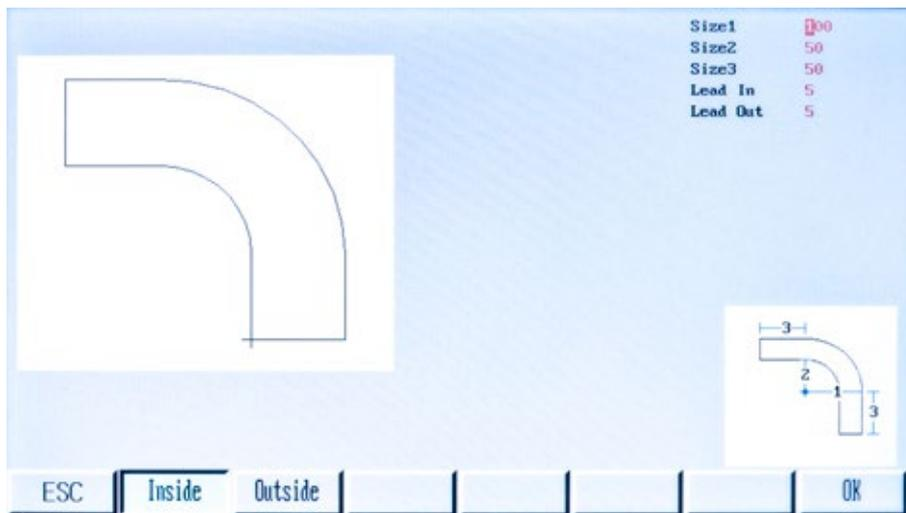 Size1 100
Size2 50
Size3 50
Lead In 5
Lead Out 5
3
2
1
3
ESC Inside Outside OK